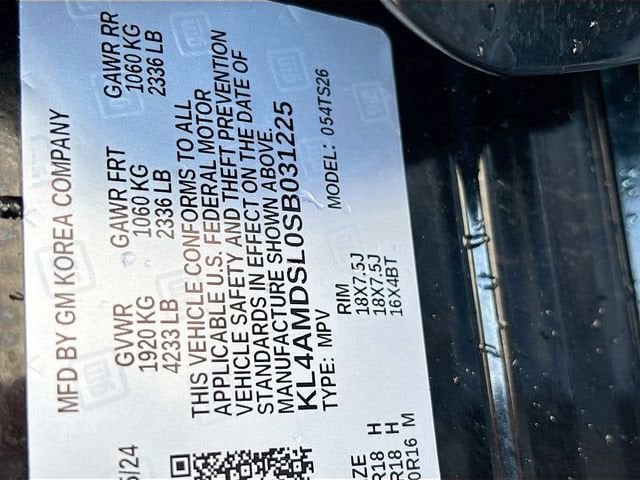 MFD BY GM KOREA COMPANY
5/24
GVWR GAWR FRT GAWR RR
1920 KG 1060 KG 1060 KG
4233 LB 2336 LB 2336 LB
THIS VEHICLE CONFORMS TO ALL
APPLICABLE U.S. FEDERAL MOTOR
VEHICLE SAFETY AND THEFT PREVENTION
STANDARDS IN EFFECT ON THE DATE OF
MANUFACTURE SHOWN ABOVE.
KL4AMDSL0SB031225
TYPE: MPV MODEL: 054TS26
ZE RIM
R18 H 18X7.5J
R18 H 18X7.5J
0R16 M 16X4BT